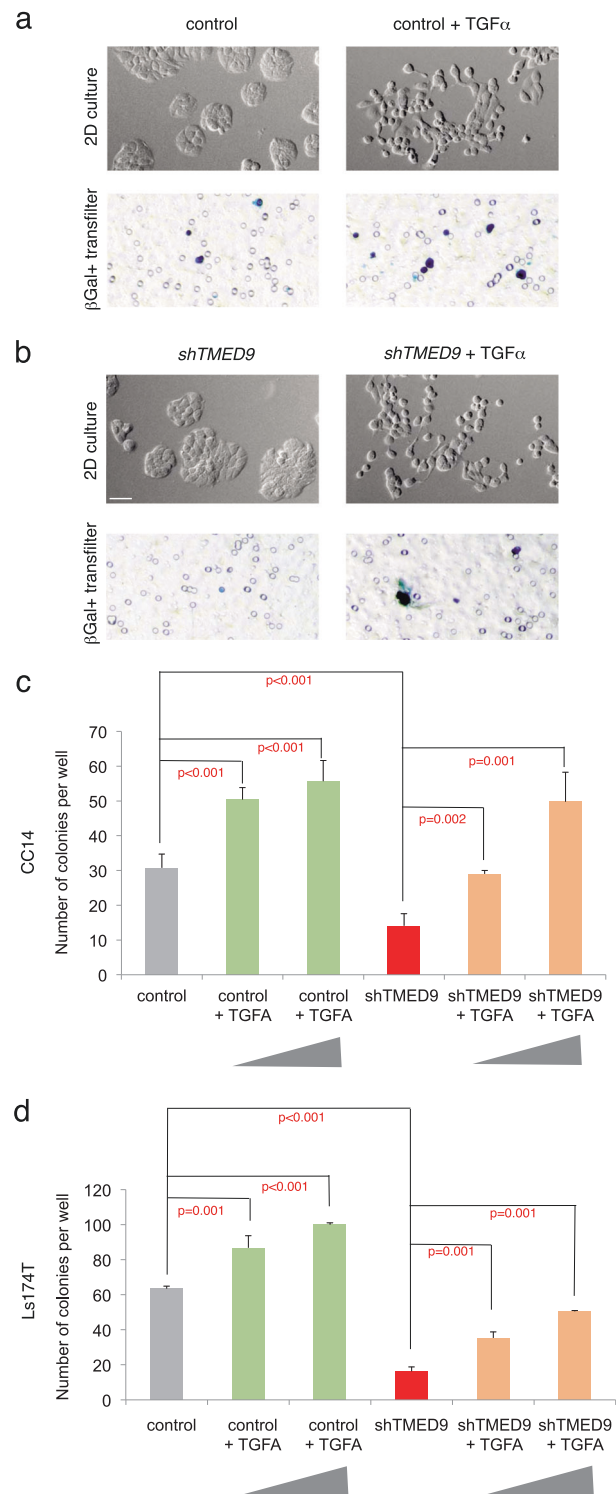 a
control
control + TGFα
2D culture
βGal+ transfilter
b
shTMED9
shTMED9 + TGFα
2D culture
βGal+ transfilter
c
p<0.001
p<0.001
p<0.001
p=0.001
p=0.002
CC14
Number of colonies per well
70
60
50
40
30
20
10
0
control
control
+ TGFA
control
+ TGFA
shTMED9
shTMED9
+ TGFA
shTMED9
+ TGFA
d
p<0.001
p<0.001
p=0.001
p=0.001
p=0.001
Ls174T
Number of colonies per well
120
100
80
60
40
20
0
control
control
+ TGFA
control
+ TGFA
shTMED9
shTMED9
+ TGFA
shTMED9
+ TGFA